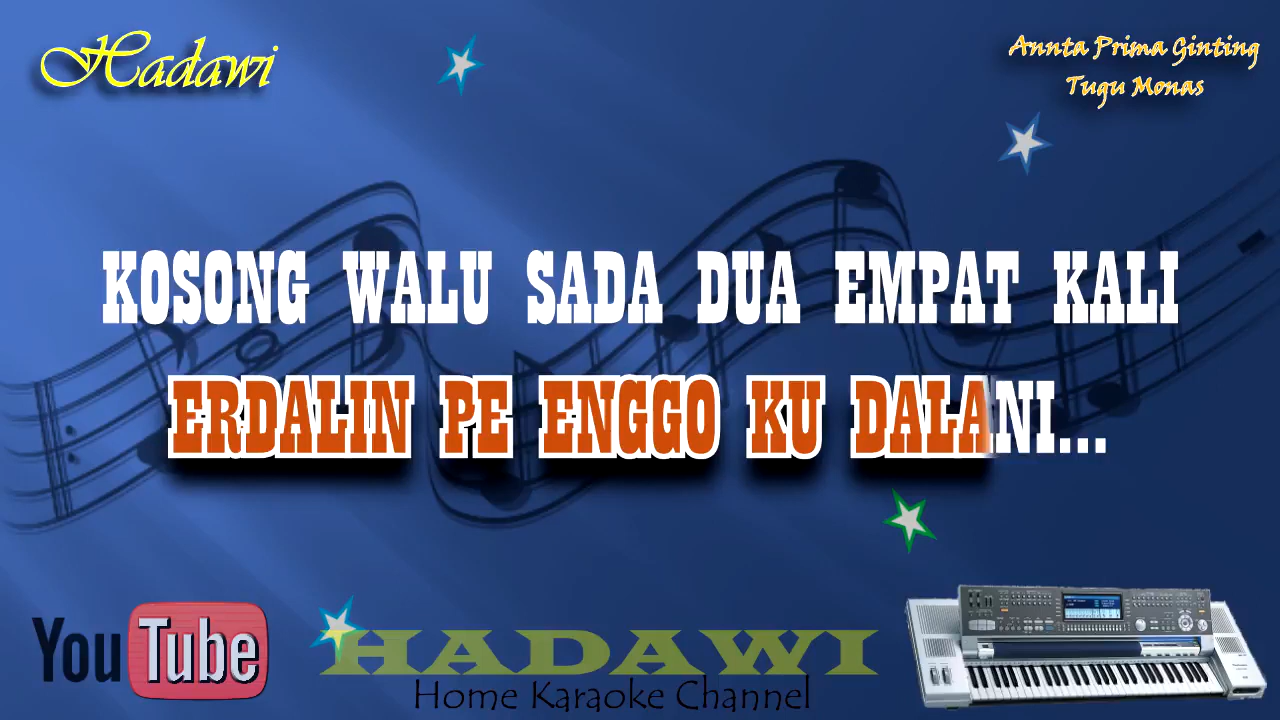 Hadawi
Annta Prima Ginting
Tugu Monas
KOSONG WALU SADA DUA EMPAT KALI
ERDALIN PE ENGGO KU DALANI...
YouTube
HADAWI
Home Karaoke Channel